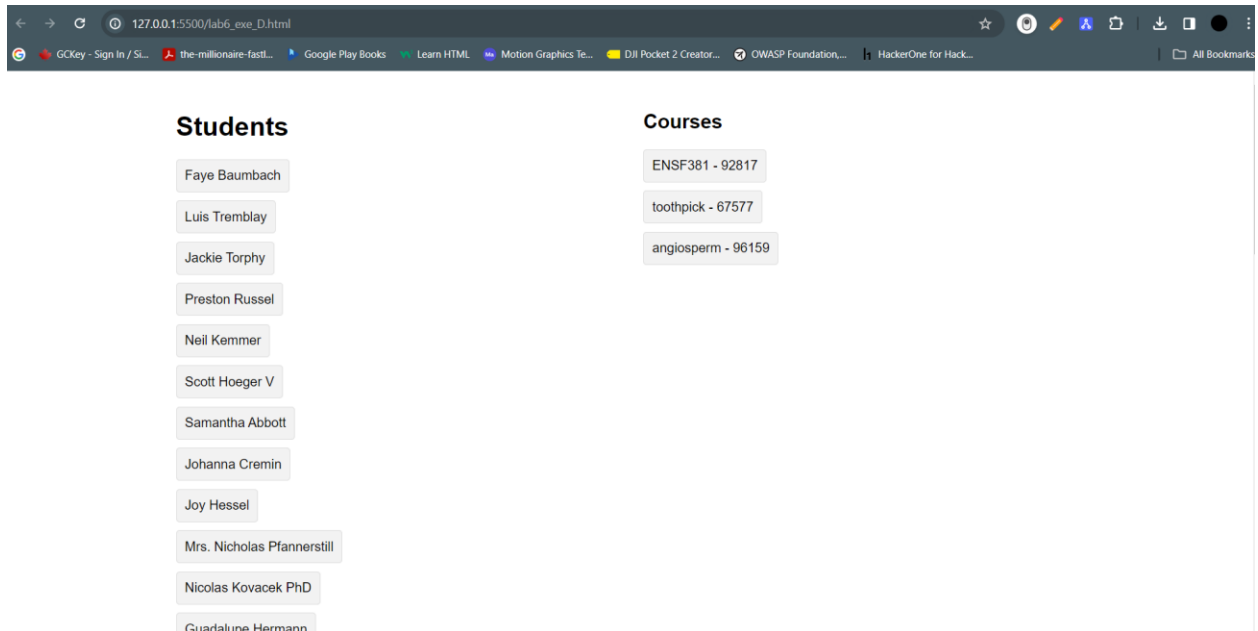 127.0.0.1:5500/lab6_exe_D.html
GCKey - Sign In / Si...
the-millionaire-fastl...
Google Play Books
Learn HTML
Motion Graphics Te...
DJI Pocket 2 Creator...
OWASP Foundation,...
HackerOne for Hack...
All Bookmarks
Students
Faye Baumbach
Luis Tremblay
Jackie Torphy
Preston Russel
Neil Kemmer
Scott Hoeger V
Samantha Abbott
Johanna Cremin
Joy Hessel
Mrs. Nicholas Pfannerstill
Nicolas Kovacek PhD
Guadalupe Hermann
Courses
ENSF381 - 92817
toothpick - 67577
angiosperm - 96159